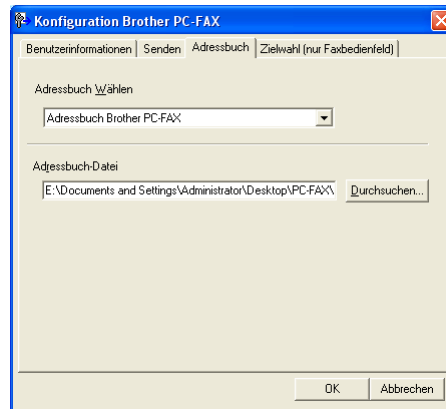 Konfiguration Brother PC-FAX
Benutzerinformationen Senden Adressbuch Zielwahl (nur Faxbedienfeld)
Adressbuch Wählen
Adressbuch Brother PC-FAX
Adressbuch-Datei
E:\Documents and Settings\Administrator\Desktop\PC-FAX\ Durchsuchen...
OK Abbrechen